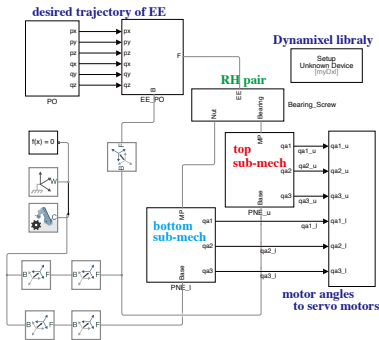 desired trajectory of EE
Dynamixel libraly
px
py
pz
qx
qy
qz
PO
px
py
pz
qx
qy
qz
F
B
EE_PO
Setup
Unknown Device
[myDxl]
RH pair
EE
Nut
Bearing
Bearing_Screw
f(x) = 0
F
B
W
C
MP
top
sub-mech
Base
PNE_u
qa1
qa2
qa3
qa1_u
qa2_u
qa3_u
qa1_u
qa2_u
qa3_u
MP
bottom
sub-mech
Base
PNE_l
qa1
qa2
qa3
qa1_l
qa2_l
qa3_l
qa1_l
qa2_l
qa3_l
B
F
B
F
B
F
B
F
motor angles
to servo motors